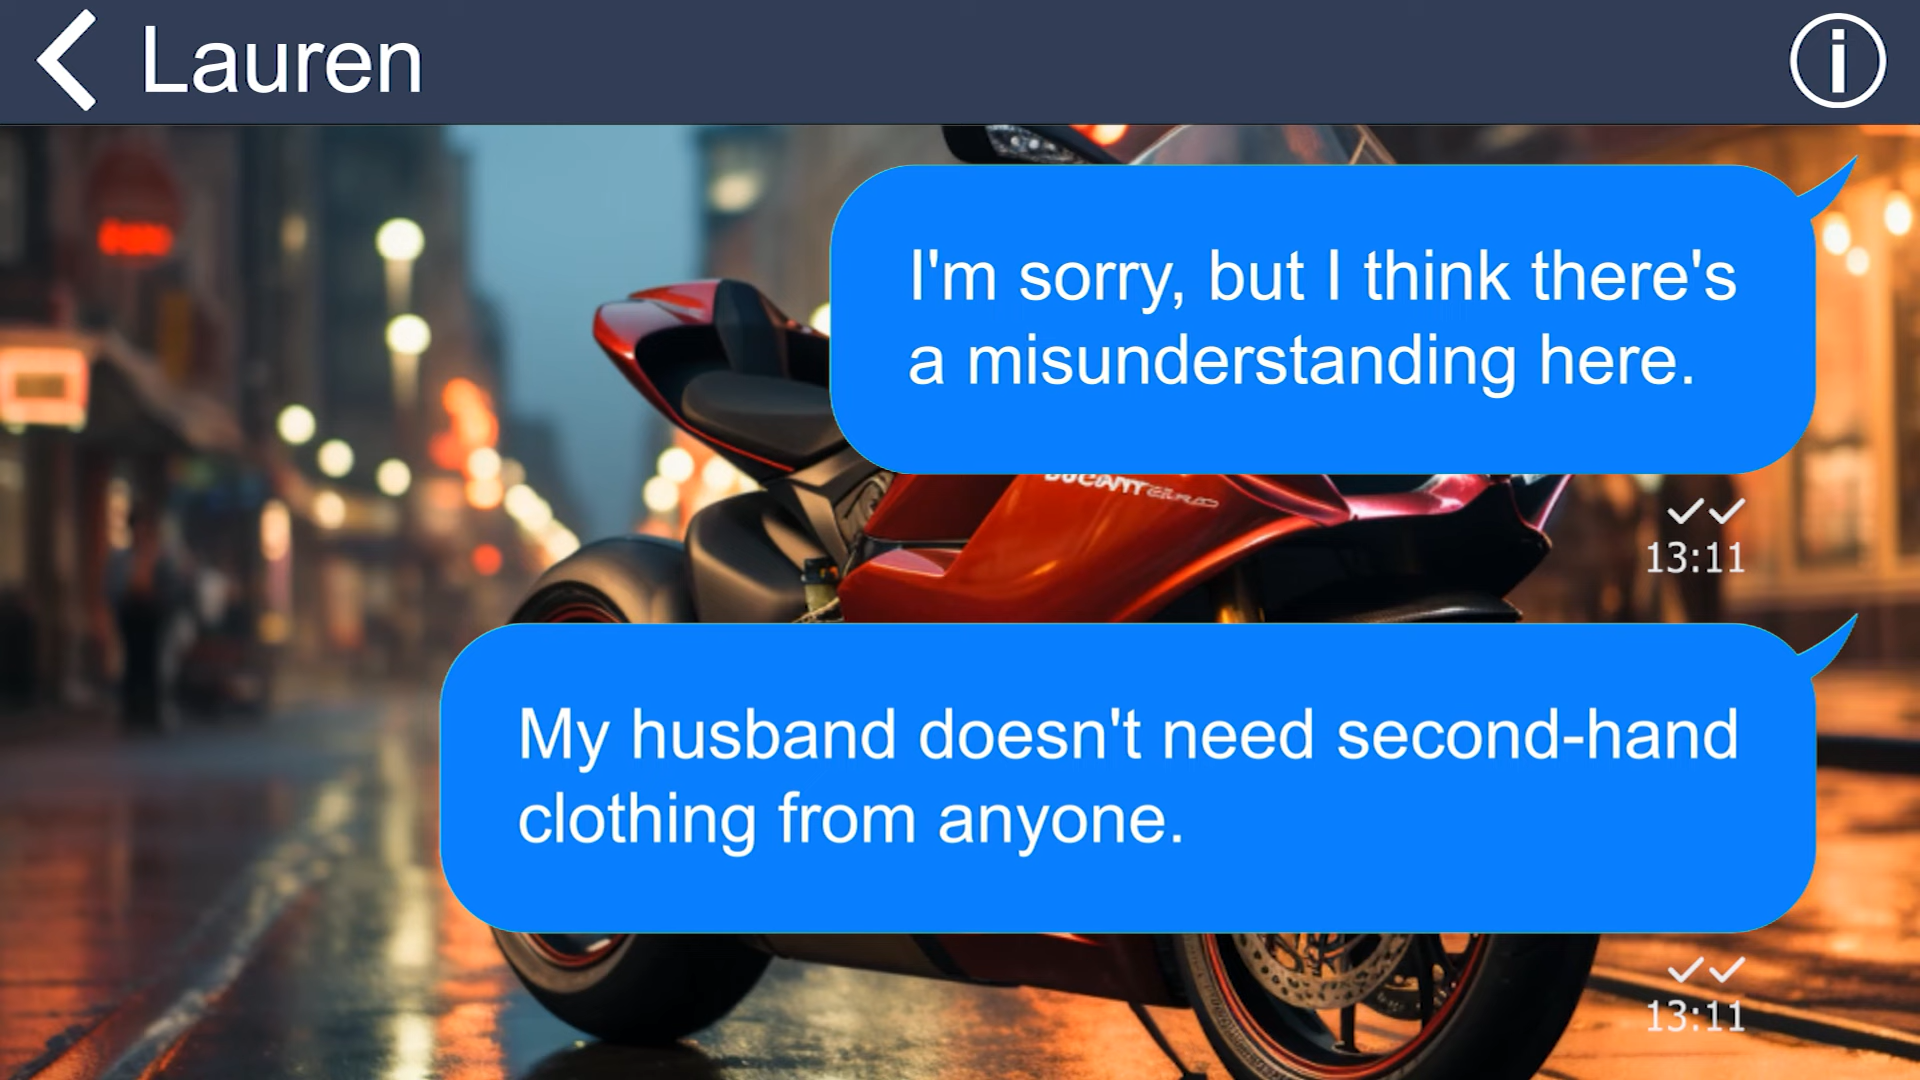 Lauren
I'm sorry, but I think there's
a misunderstanding here.
13:11
My husband doesn't need second-hand
clothing from anyone.
13:11